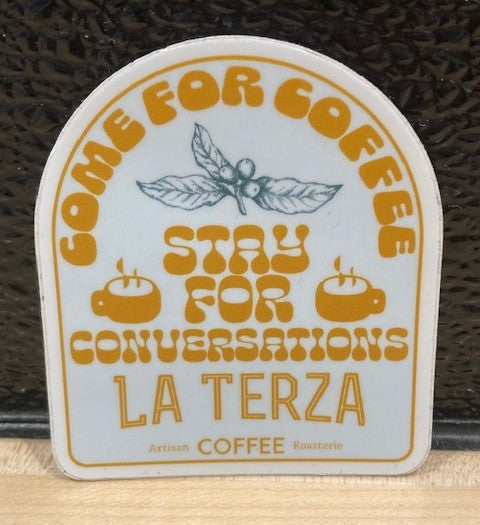 COME FOR COFFEE
STAY
FOR
CONVERSATIONS
LA TERZA
Artisan COFFEE Roasterie